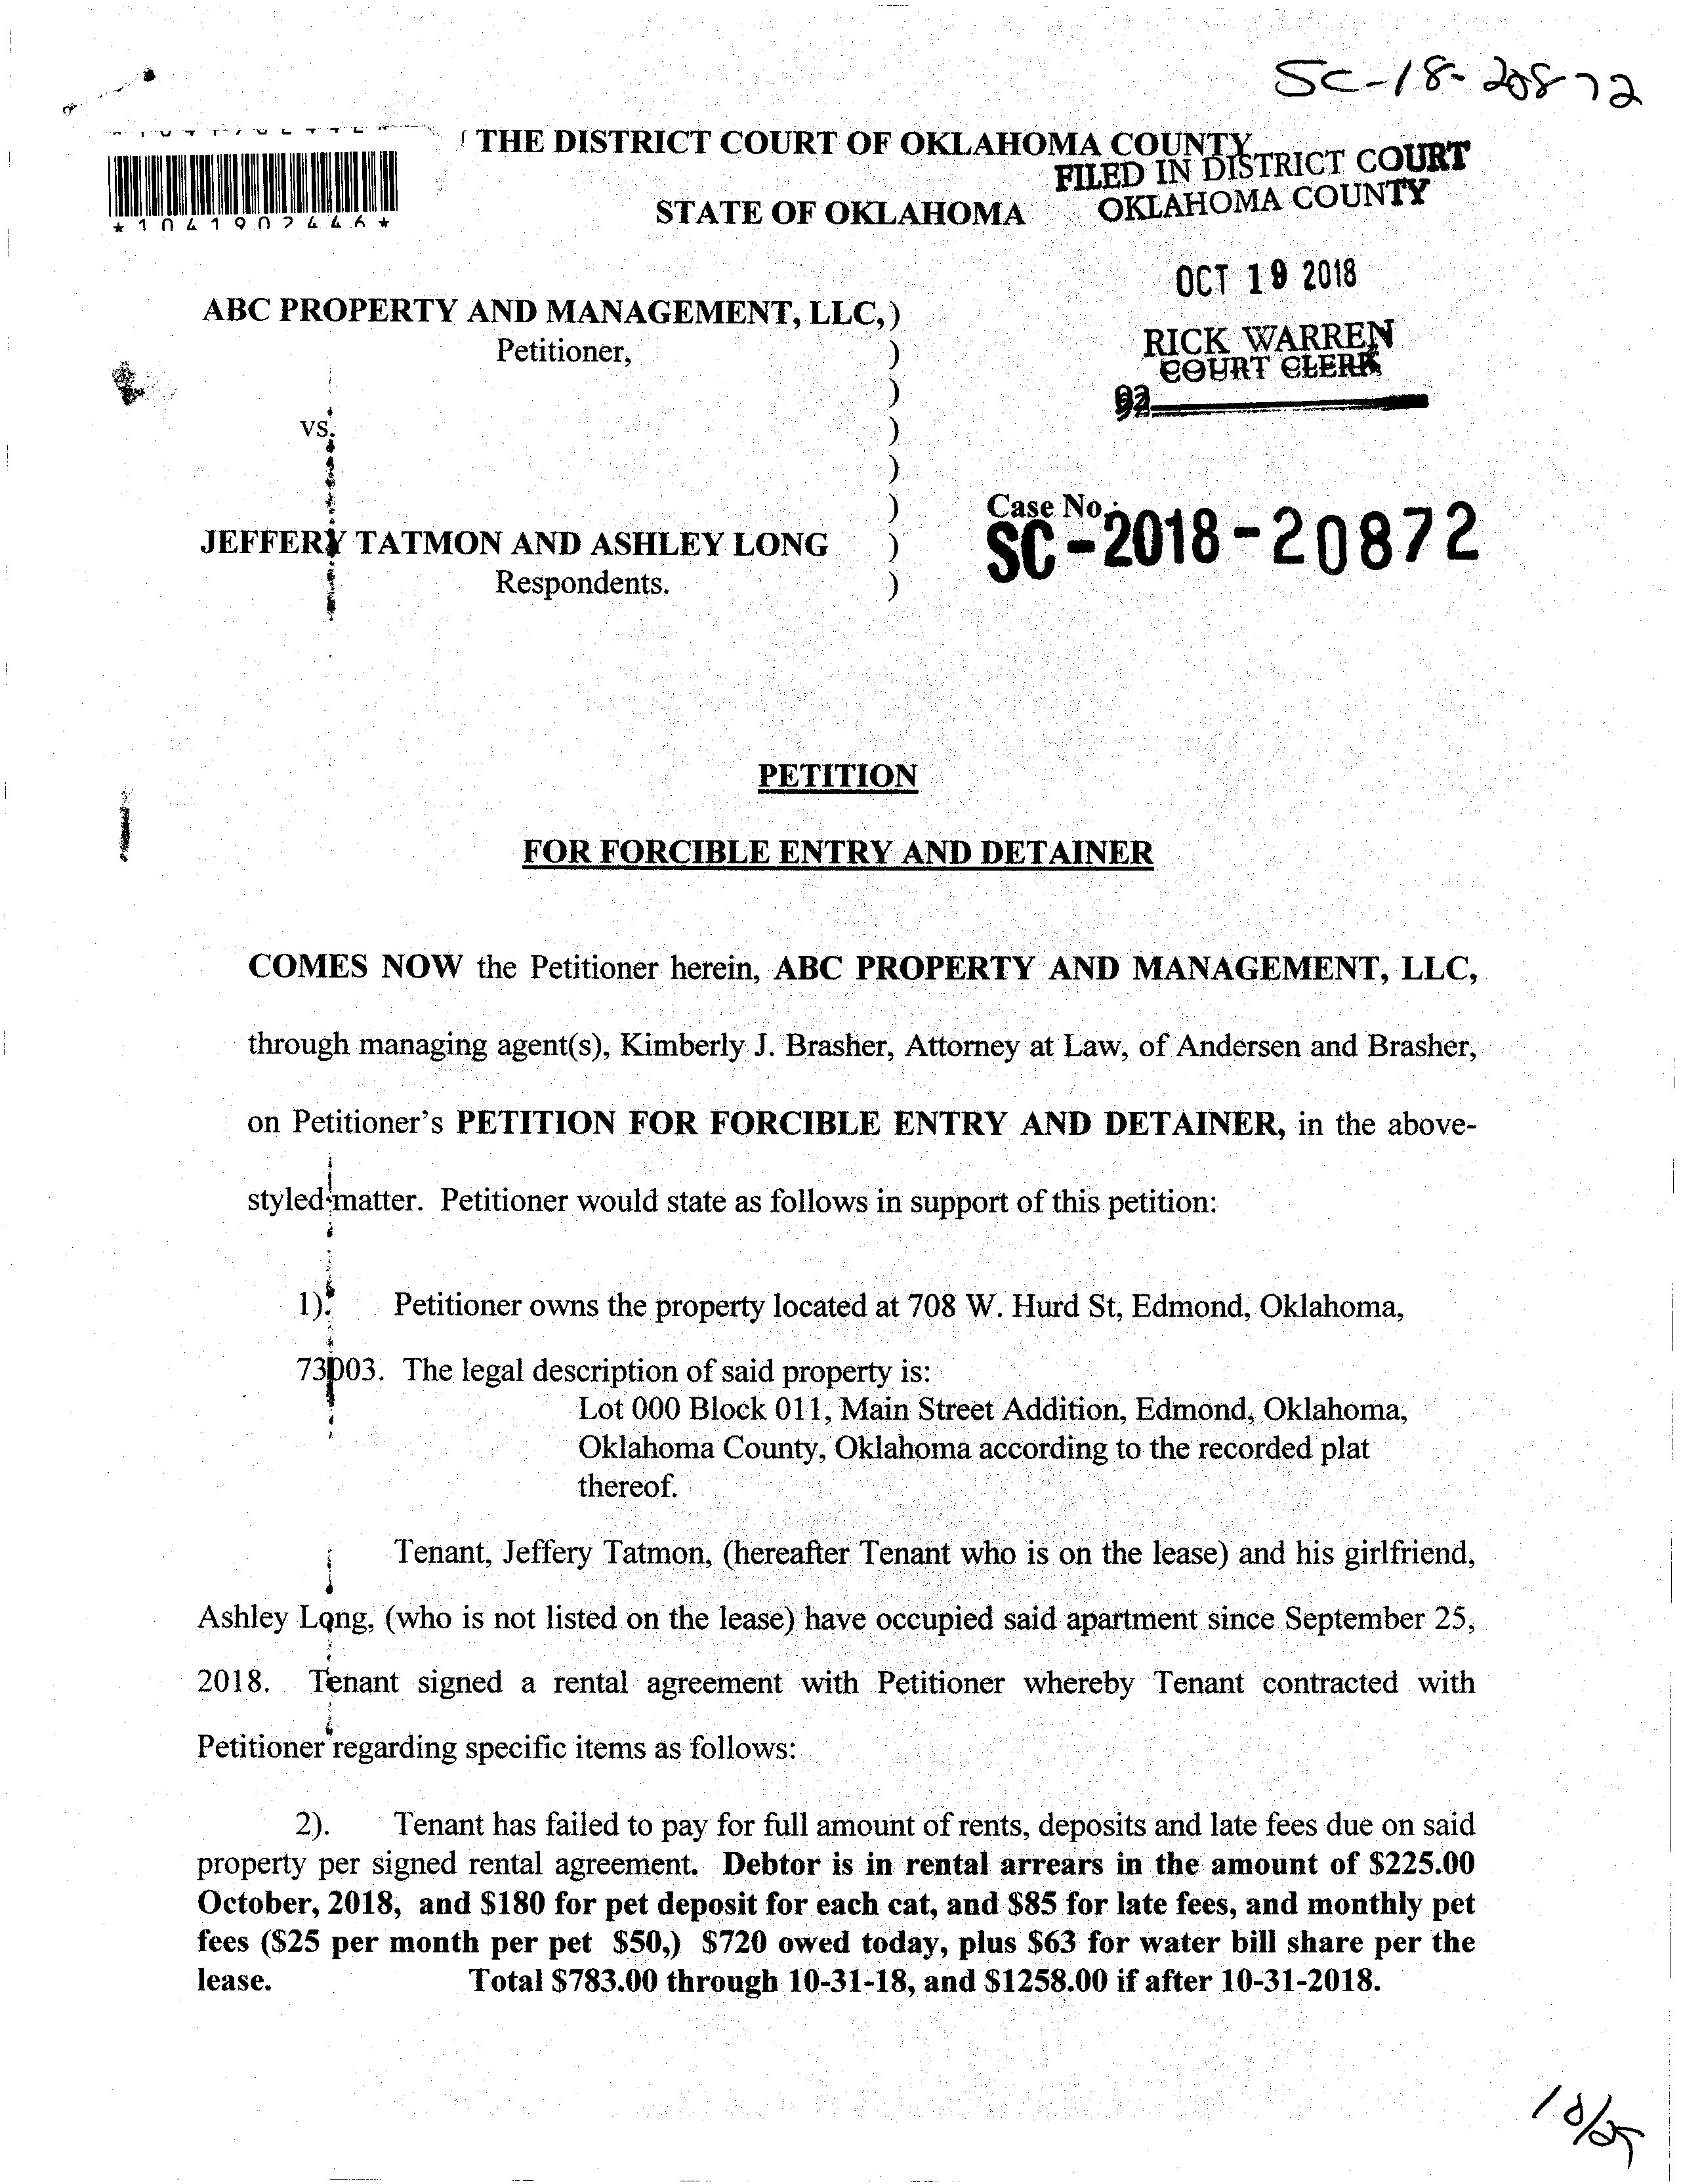 SC-18-20872
THE DISTRICT COURT OF OKLAHOMA COUNTY
FILED IN DISTRICT COURT
STATE OF OKLAHOMA
OKLAHOMA COUNTY
*1041902446*
OCT 19 2018
ABC PROPERTY AND MANAGEMENT, LLC,)
RICK WARREN
Petitioner, )
COURT CLERK
)
92
vs. )
)
)
Case No.:
SC-2018-20872
JEFFERY TATMON AND ASHLEY LONG )
Respondents. )
PETITION
FOR FORCIBLE ENTRY AND DETAINER
COMES NOW the Petitioner herein, ABC PROPERTY AND MANAGEMENT, LLC,
through managing agent(s), Kimberly J. Brasher, Attorney at Law, of Andersen and Brasher,
on Petitioner's PETITION FOR FORCIBLE ENTRY AND DETAINER, in the above-
styled matter. Petitioner would state as follows in support of this petition:
1). Petitioner owns the property located at 708 W. Hurd St, Edmond, Oklahoma,
73003. The legal description of said property is:
Lot 000 Block 011, Main Street Addition, Edmond, Oklahoma,
Oklahoma County, Oklahoma according to the recorded plat
thereof.
Tenant, Jeffery Tatmon, (hereafter Tenant who is on the lease) and his girlfriend,
Ashley Long, (who is not listed on the lease) have occupied said apartment since September 25,
2018. Tenant signed a rental agreement with Petitioner whereby Tenant contracted with
Petitioner regarding specific items as follows:
2). Tenant has failed to pay for full amount of rents, deposits and late fees due on said
property per signed rental agreement. Debtor is in rental arrears in the amount of $225.00
October, 2018, and $180 for pet deposit for each cat, and $85 for late fees, and monthly pet
fees ($25 per month per pet $50,) $720 owed today, plus $63 for water bill share per the
lease. Total $783.00 through 10-31-18, and $1258.00 if after 10-31-2018.
10/25